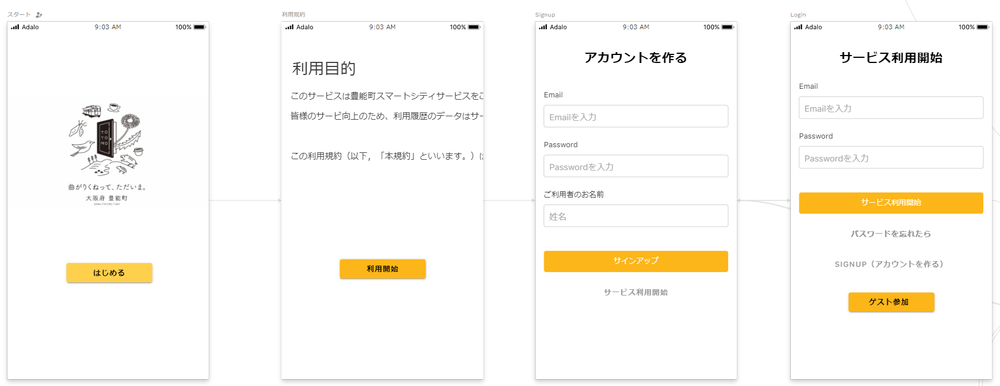 スタート
Adalo 9:03 AM 100%
TO
YO
NO
曲がりくねって、ただいま。
大阪府 豊能町
OSAKA TOYONO TOWN
はじめる
利用規約
Adalo 9:03 AM 100%
利用目的
このサービスは豊能町スマートシティサービスをこ
皆様のサービ向上のため、利用履歴のデータはサー
この利用規約（以下，「本規約」といいます。）は
利用開始
Signup
Adalo 9:03 AM 100%
アカウントを作る
Email
Emailを入力
Password
Passwordを入力
ご利用者のお名前
姓名
サインアップ
サービス利用開始
Login
Adalo 9:03 AM 100%
サービス利用開始
Email
Emailを入力
Password
Passwordを入力
サービス利用開始
パスワードを忘れたら
SIGNUP（アカウントを作る）
ゲスト参加